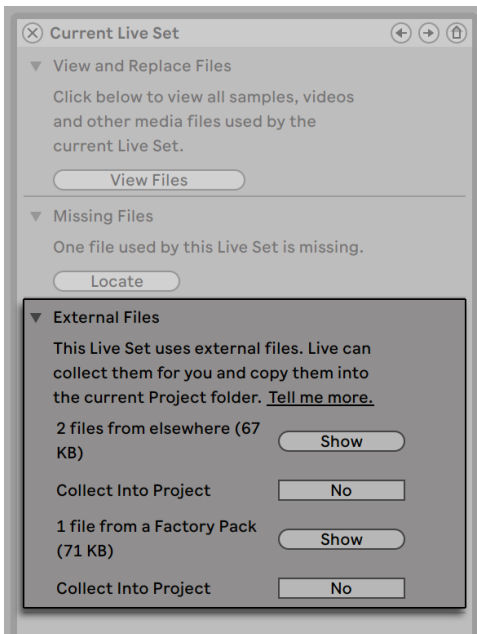 Current Live Set
View and Replace Files
Click below to view all samples, videos
and other media files used by the
current Live Set.
View Files
Missing Files
One file used by this Live Set is missing.
Locate
External Files
This Live Set uses external files. Live can
collect them for you and copy them into
the current Project folder. Tell me more.
2 files from elsewhere (67
KB)
Show
Collect Into Project
No
1 file from a Factory Pack
(71 KB)
Show
Collect Into Project
No